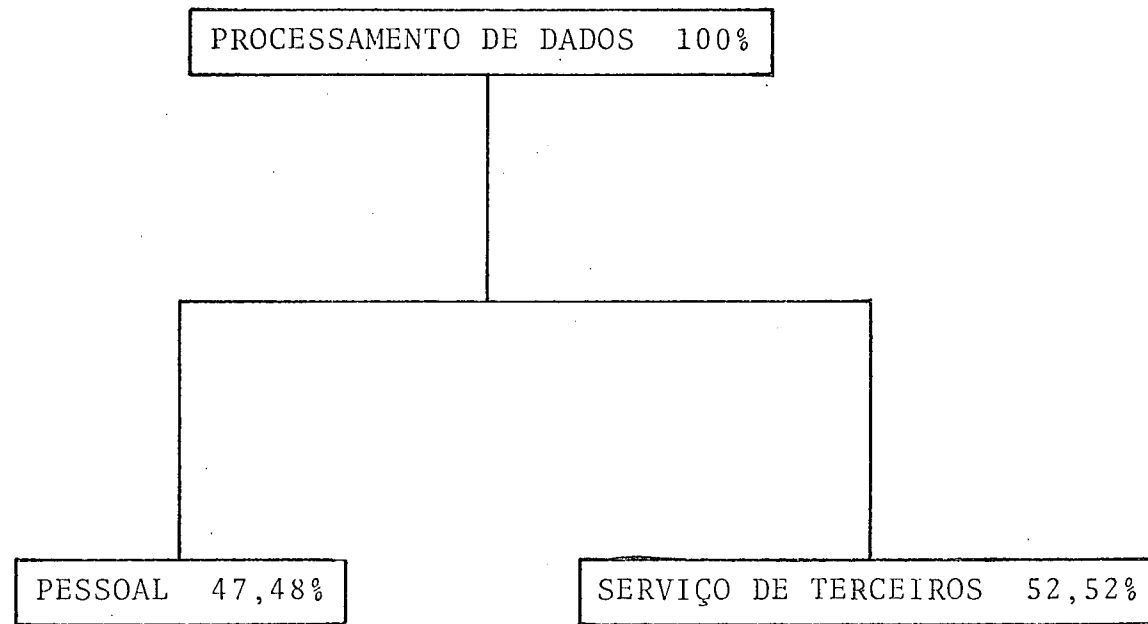 PROCESSAMENTO DE DADOS 100%
PESSOAL 47,48%
SERVIÇO DE TERCEIROS 52,52%